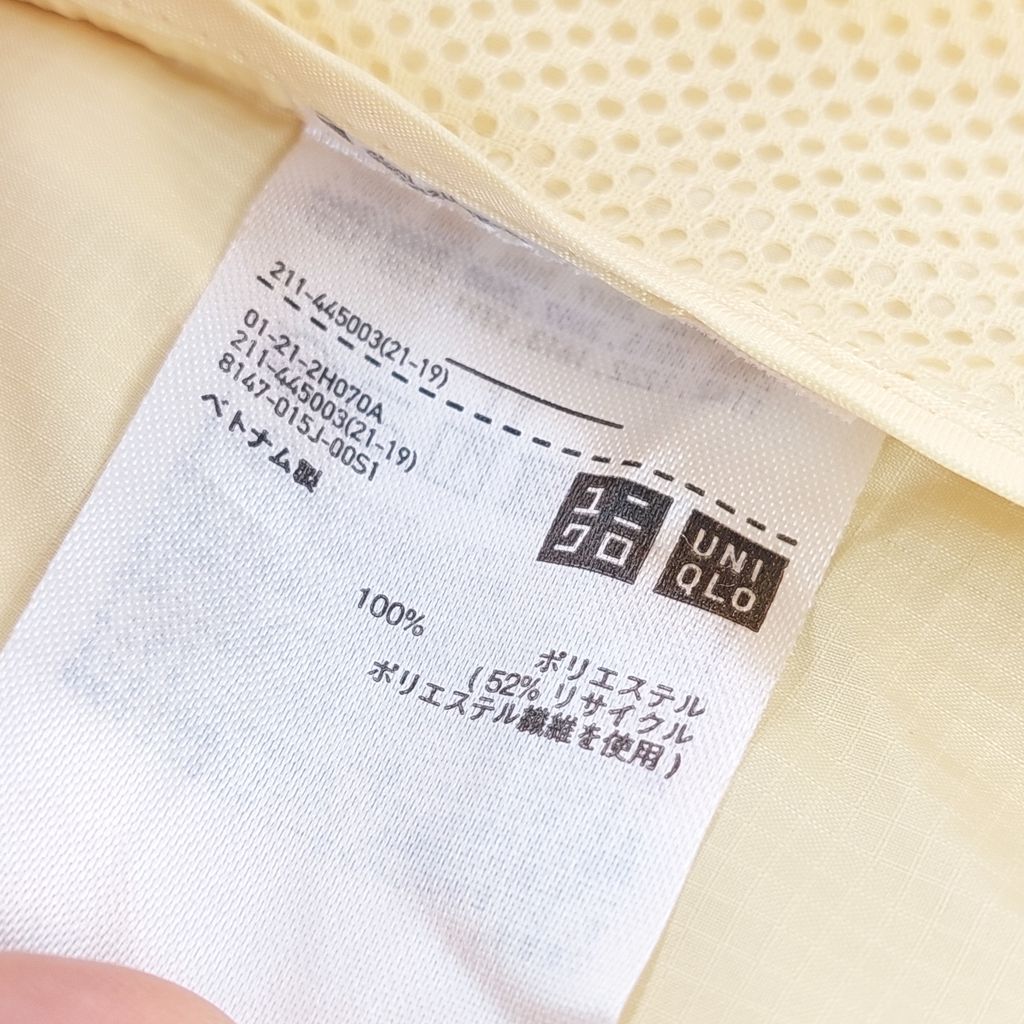 211-445003(21-19)
01-21-2H070A
211-445003(21-19)
8147-015J-00S1
ベトナム製
ユニ
クロ
UNI
QLO
100%
ポリエステル
(52% リサイクル
ポリエステル繊維を使用)